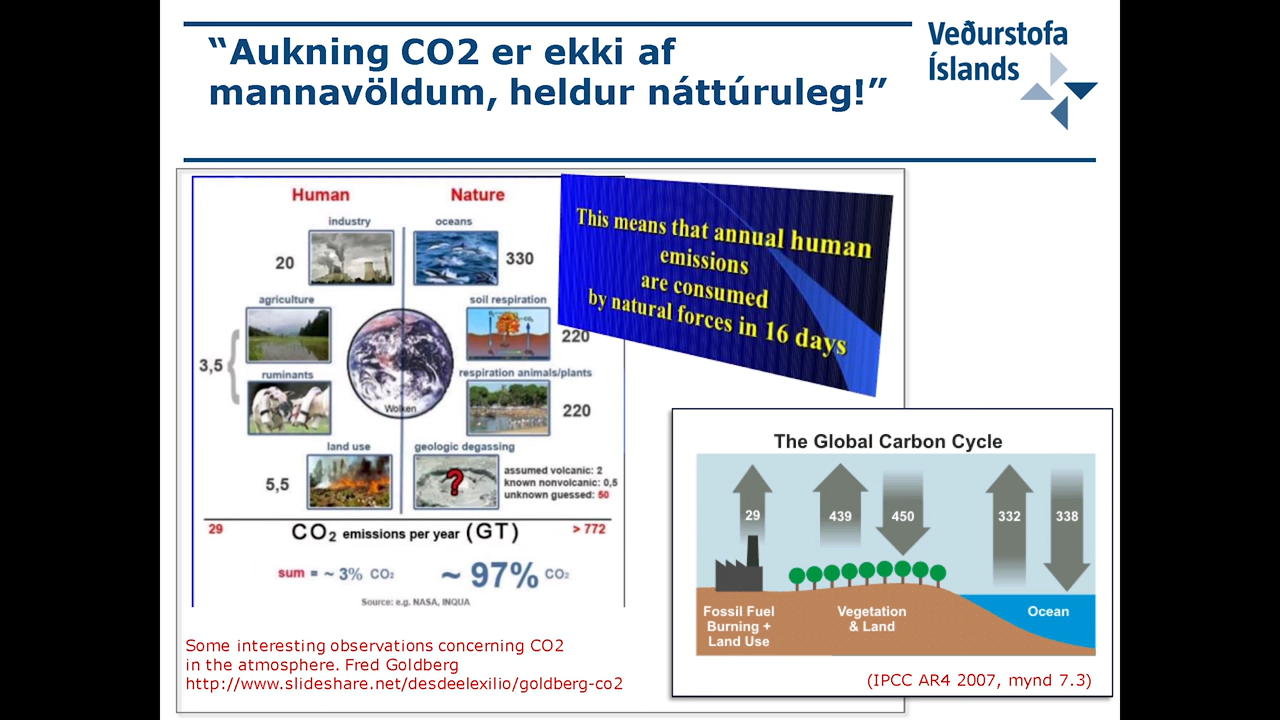 “Aukning CO2 er ekki af
mannavöldum, heldur náttúruleg!”
Veðurstofa
Íslands
Human
Nature
industry
oceans
20
330
agriculture
soil respiration
220
3,5
ruminants
respiration animals/plants
Wolken
220
land use
geologic degassing
5,5
?
assumed volcanic: 2
known nonvolcanic: 0,5
unknown guessed: 50
29
CO₂ emissions per year (GT)
> 772
sum = ~ 3% CO₂
~ 97% CO₂
Source: e.g. NASA, INQUA
This means that annual human
emissions
are consumed
by natural forces in 16 days
Some interesting observations concerning CO2
in the atmosphere. Fred Goldberg
http://www.slideshare.net/desdeelexilio/goldberg-co2
The Global Carbon Cycle
29
439
450
332
338
Fossil Fuel
Burning +
Land Use
Vegetation
& Land
Ocean
(IPCC AR4 2007, mynd 7.3)